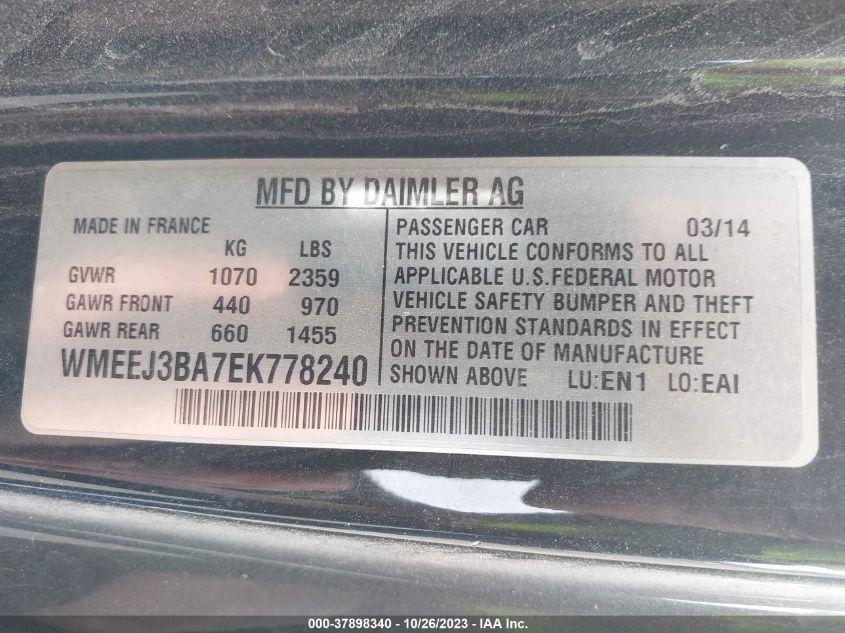 MFD BY DAIMLER AG
MADE IN FRANCE
KG LBS
GVWR 1070 2359
GAWR FRONT 440 970
GAWR REAR 660 1455
WMEEJ3BA7EK778240
PASSENGER CAR 03/14
THIS VEHICLE CONFORMS TO ALL
APPLICABLE U.S.FEDERAL MOTOR
VEHICLE SAFETY BUMPER AND THEFT
PREVENTION STANDARDS IN EFFECT
ON THE DATE OF MANUFACTURE
SHOWN ABOVE LU:EN1 LO:EAI
000-37898340 - 10/26/2023 - © IAA, Inc.